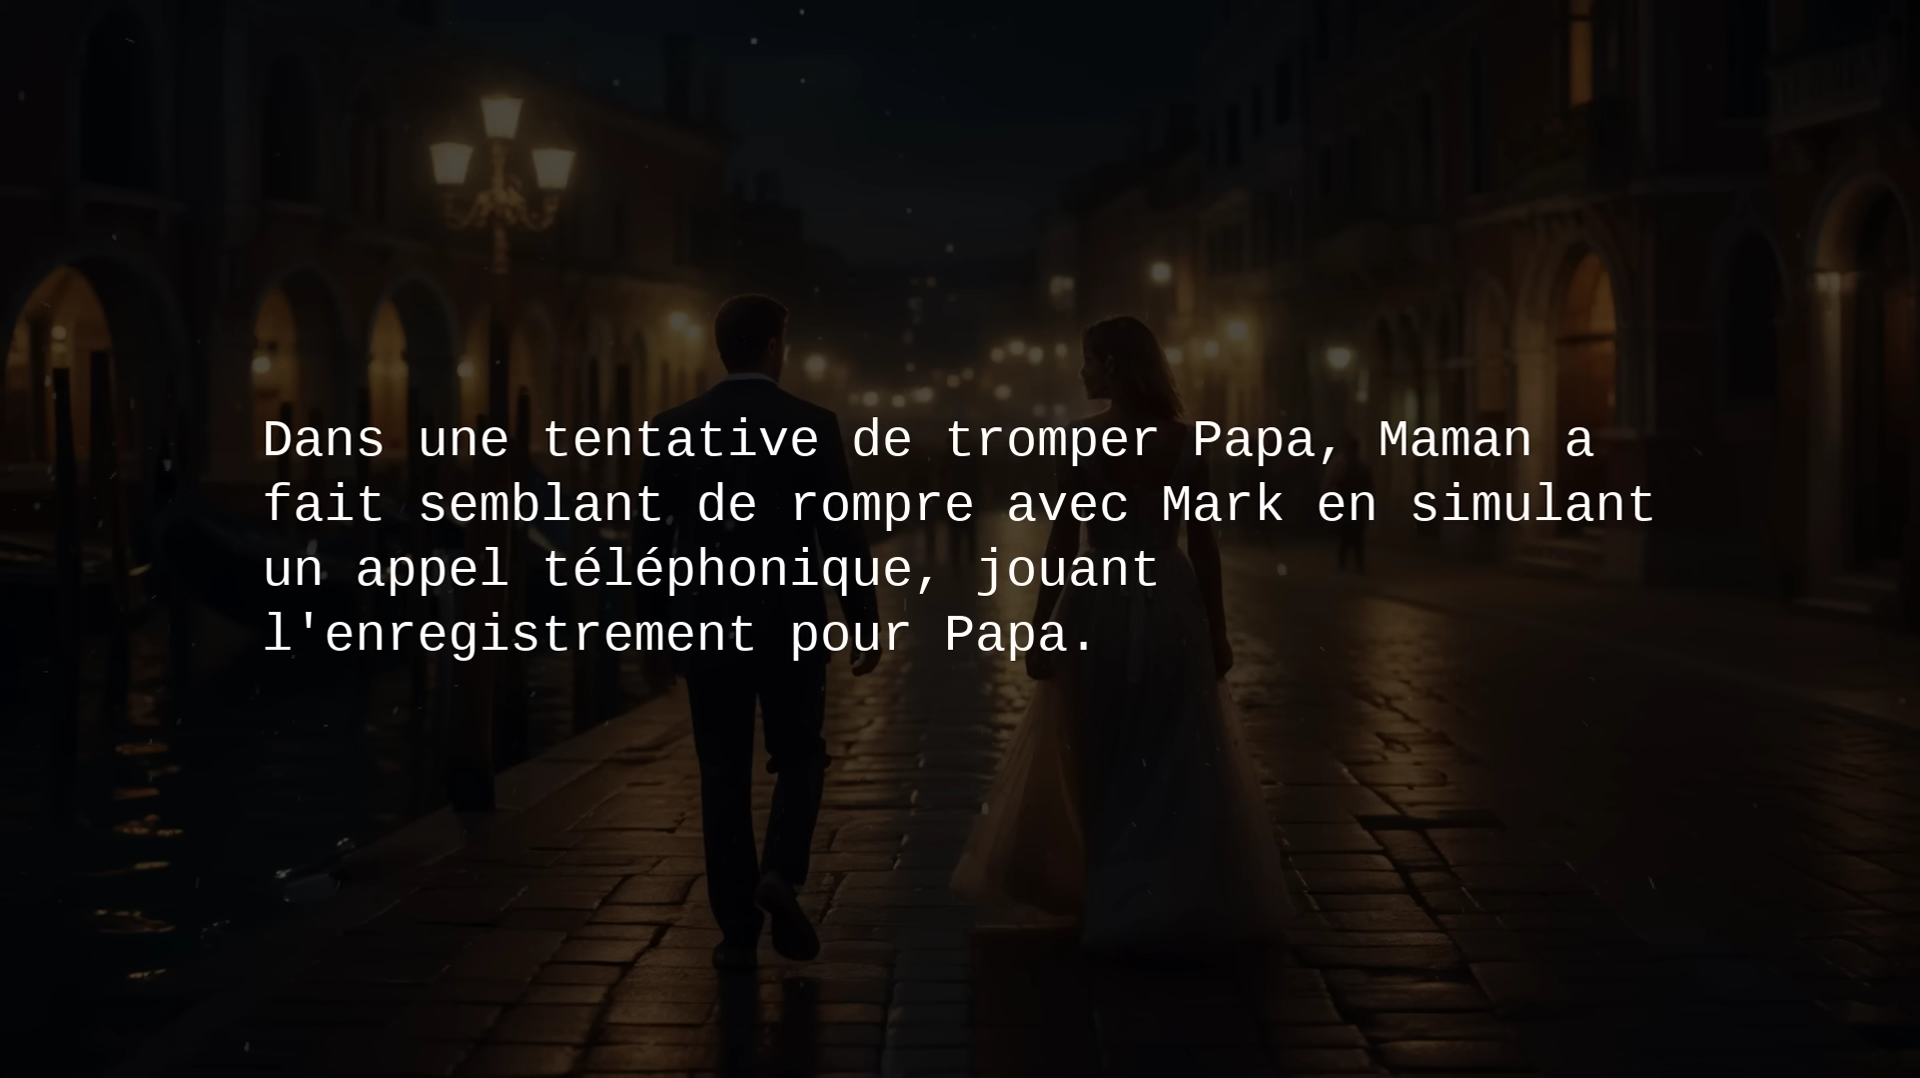 Dans une tentative de tromper Papa, Maman a
fait semblant de rompre avec Mark en simulant
un appel téléphonique, jouant
l'enregistrement pour Papa.